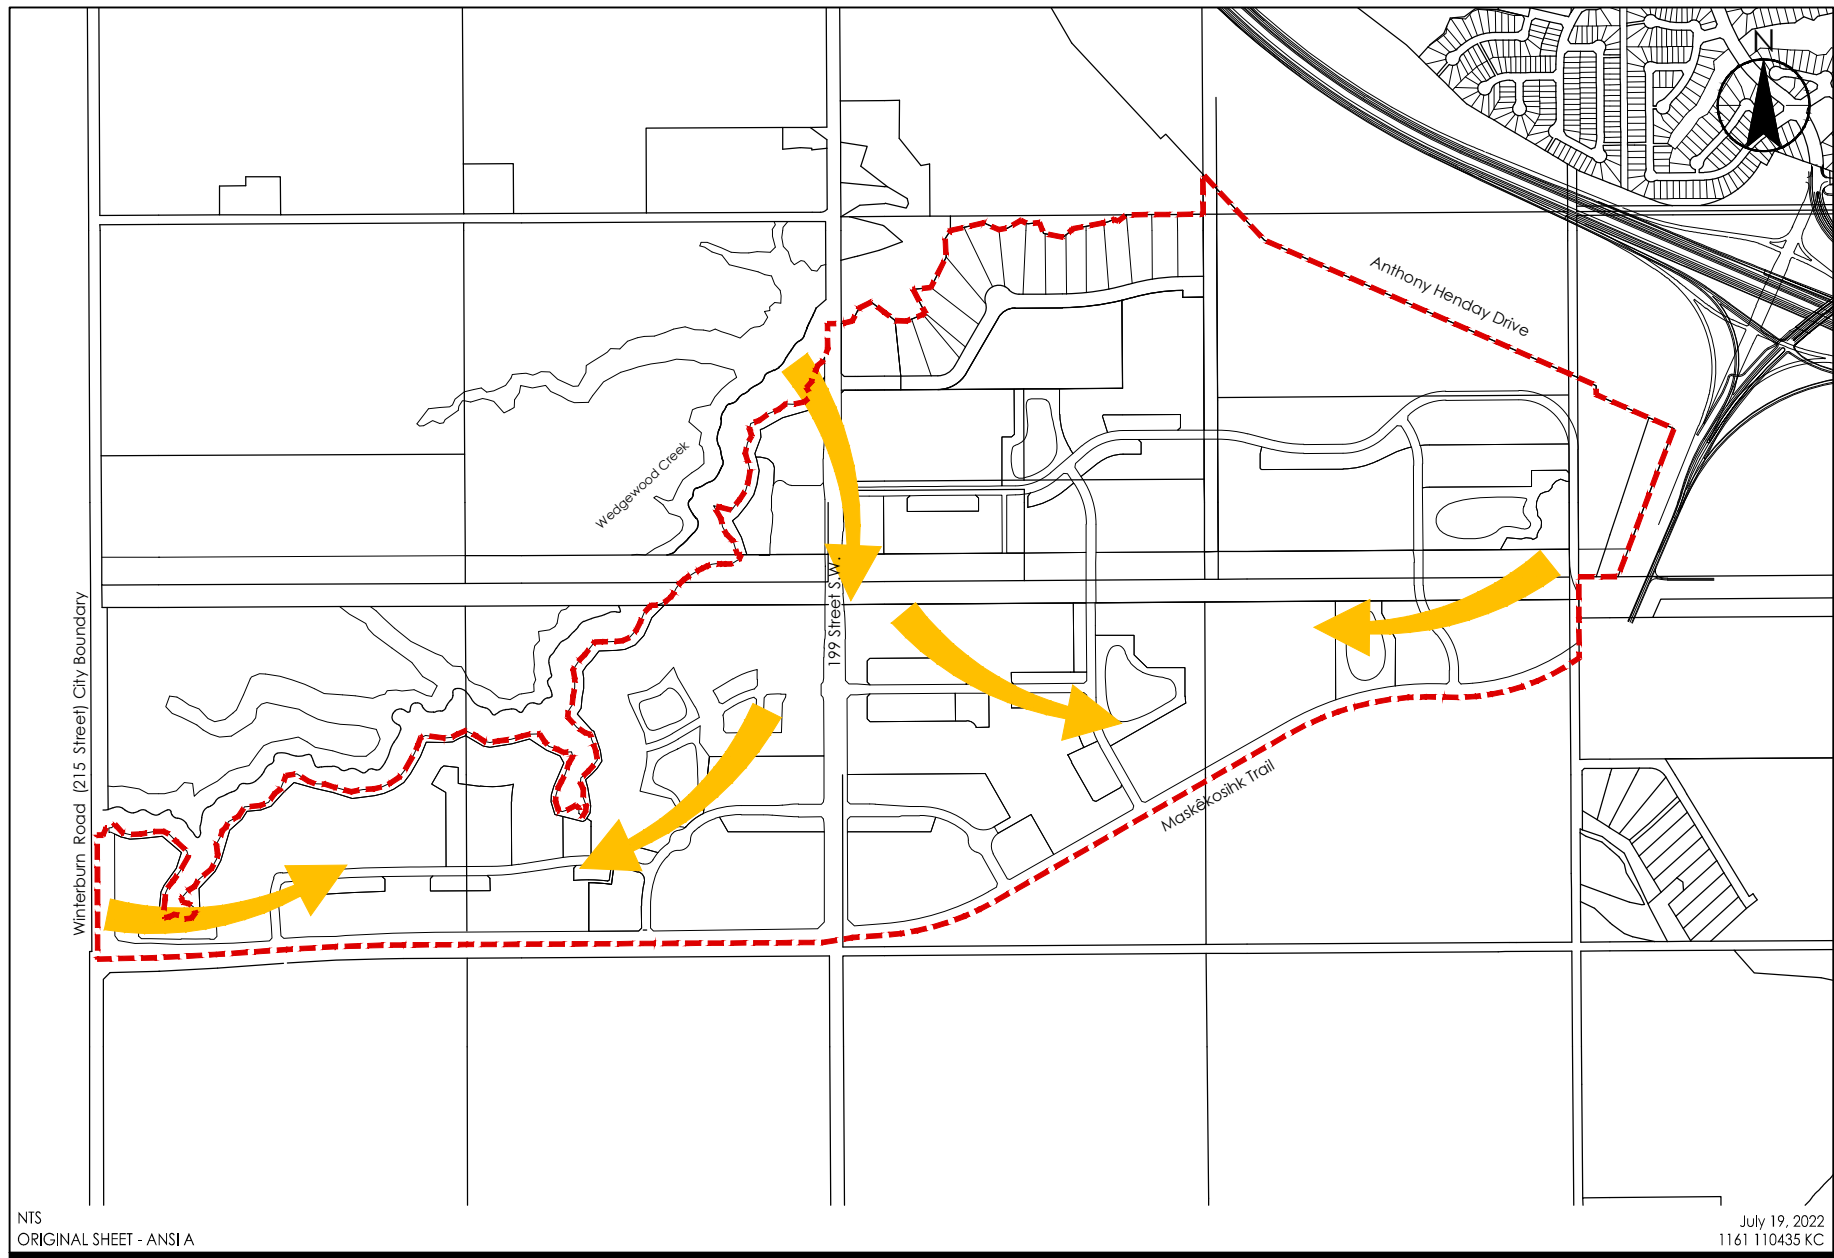 N
Anthony Henday Drive
Wedgewood Creek
199 Street S.W.
Winterburn Road (215 Street) City Boundary
Maskêkosihk Trail
NTS
ORIGINAL SHEET - ANSI A
July 19, 2022
1161 110435 KC